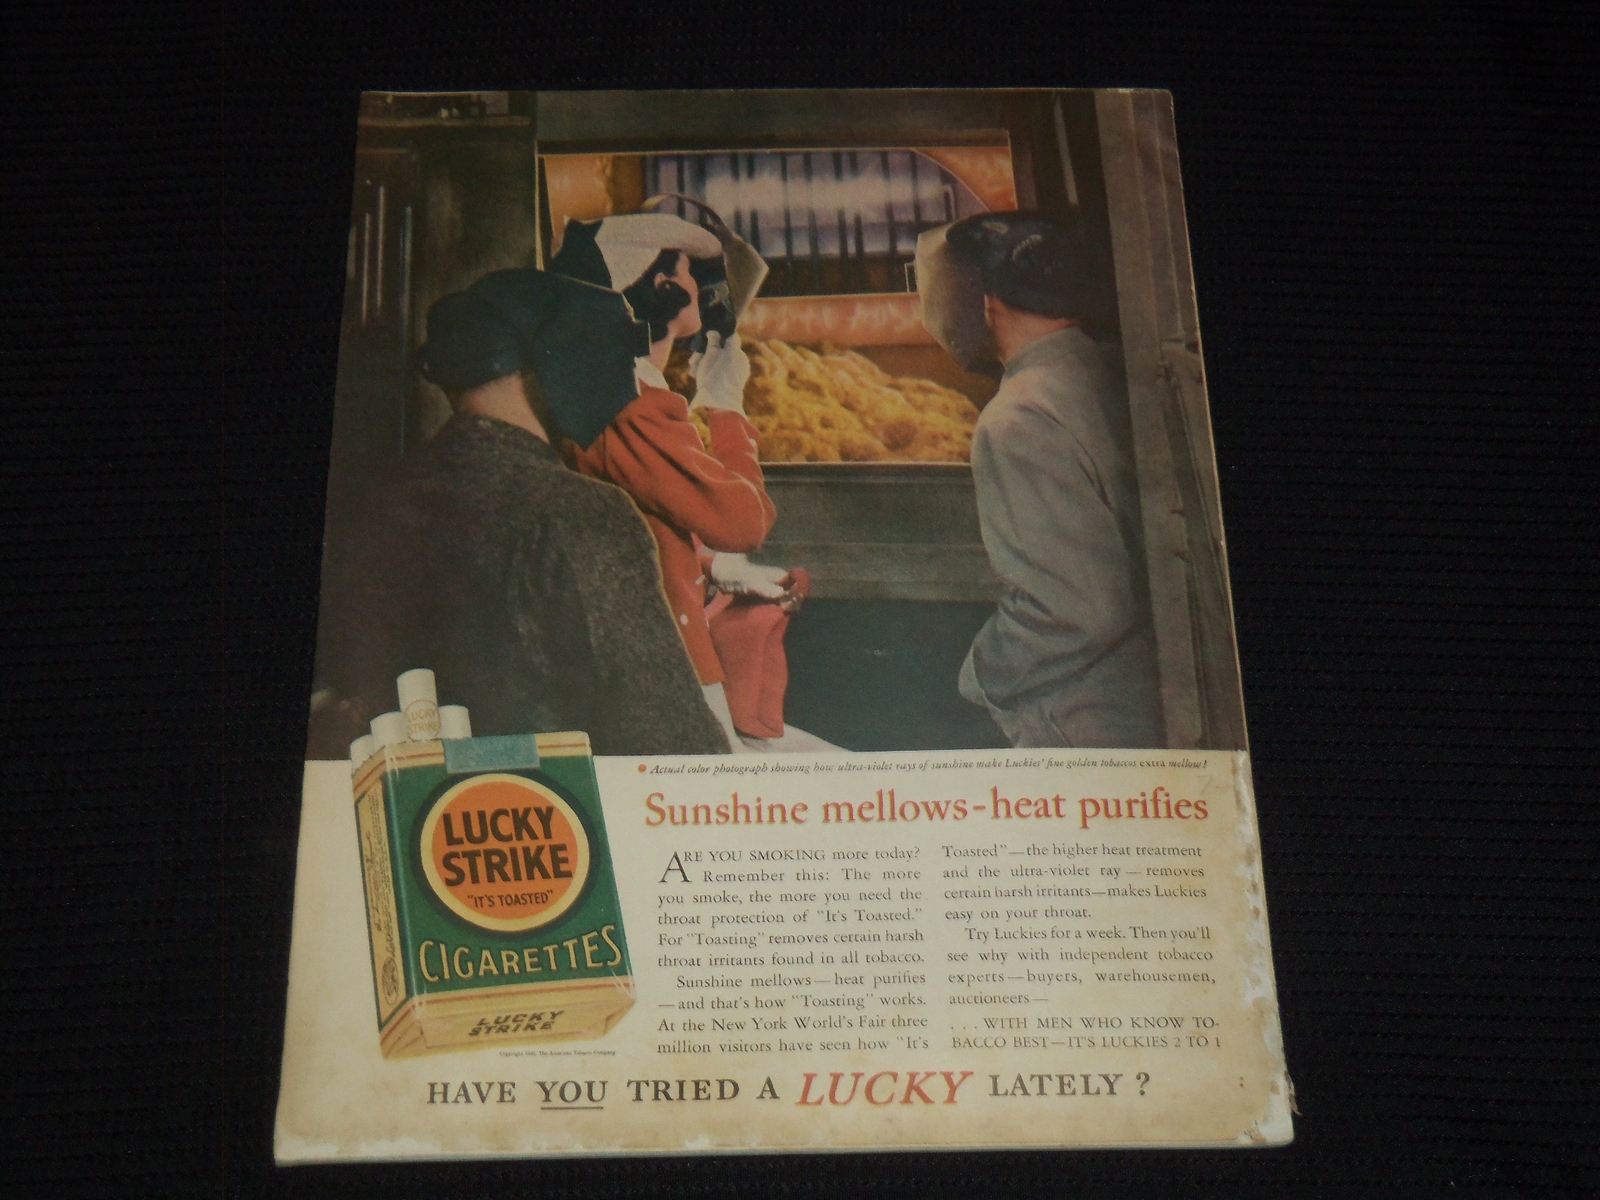 Actual color photograph showing how ultra-violet rays of sunshine make Luckies' fine golden tobaccos extra mellow!
Sunshine mellows-heat purifies
ARE YOU SMOKING more today?
Remember this: The more
you smoke, the more you need the
throat protection of "It's Toasted."
For "Toasting" removes certain harsh
throat irritants found in all tobacco.
Sunshine mellows—heat purifies
—and that's how "Toasting" works.
At the New York World's Fair three
million visitors have seen how "It's
Toasted"—the higher heat treatment
and the ultra-violet ray—removes
certain harsh irritants—makes Luckies
easy on your throat.
Try Luckies for a week. Then you'll
see why with independent tobacco
experts—buyers, warehousemen,
auctioneers—
. . . WITH MEN WHO KNOW TO-
BACCO BEST—IT'S LUCKIES 2 TO 1
LUCKY
STRIKE
LUCKY
STRIKE
"IT'S TOASTED"
CIGARETTES
LUCKY
STRIKE
The American Tobacco Company
HAVE YOU TRIED A LUCKY LATELY?